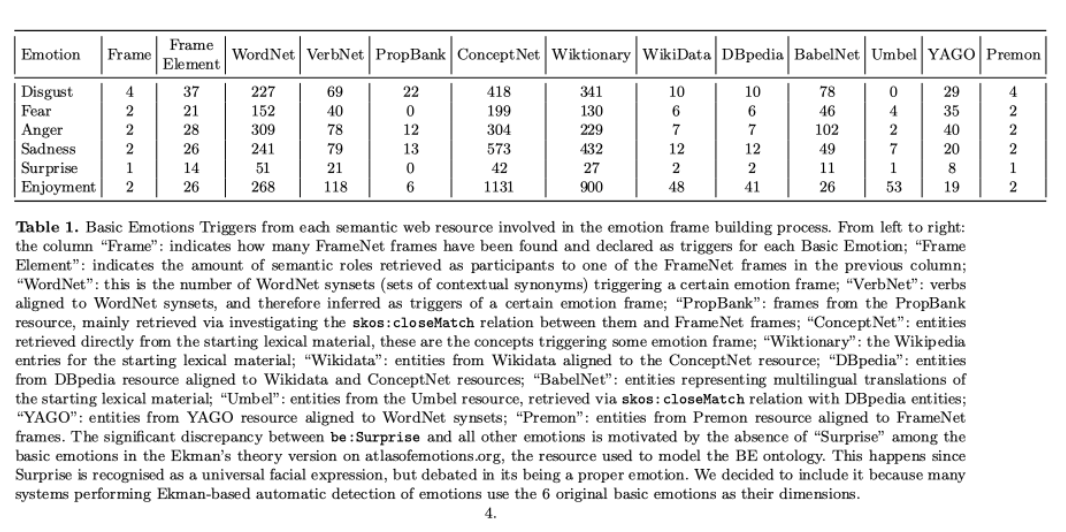 Emotion Frame Frame Element WordNet VerbNet PropBank ConceptNet Wiktionary WikiData DBpedia BabelNet Umbel YAGO Premon
Disgust 4 37 227 69 22 418 341 10 10 78 0 29 4
Fear 2 21 152 40 0 199 130 6 6 46 4 35 2
Anger 2 28 309 78 12 304 229 7 7 102 2 40 2
Sadness 2 26 241 79 13 573 432 12 12 49 7 20 2
Surprise 1 14 51 21 0 42 27 2 2 11 1 8 1
Enjoyment 2 26 268 118 6 1131 900 48 41 26 53 19 2
Table 1. Basic Emotions Triggers from each semantic web resource involved in the emotion frame building process. From left to right:
the column “Frame”: indicates how many FrameNet frames have been found and declared as triggers for each Basic Emotion; “Frame
Element”: indicates the amount of semantic roles retrieved as participants to one of the FrameNet frames in the previous column;
“WordNet”: this is the number of WordNet synsets (sets of contextual synonyms) triggering a certain emotion frame; “VerbNet”: verbs
aligned to WordNet synsets, and therefore inferred as triggers of a certain emotion frame; “PropBank”: frames from the PropBank
resource, mainly retrieved via investigating the skos:closeMatch relation between them and FrameNet frames; “ConceptNet”: entities
retrieved directly from the starting lexical material, these are the concepts triggering some emotion frame; “Wiktionary”: the Wikipedia
entries for the starting lexical material; “Wikidata”: entities from Wikidata aligned to the ConceptNet resource; “DBpedia”: entities
from DBpedia resource aligned to Wikidata and ConceptNet resources; “BabelNet”: entities representing multilingual translations of
the starting lexical material; “Umbel”: entities from the Umbel resource, retrieved via skos:closeMatch relation with DBpedia entities;
“YAGO”: entities from YAGO resource aligned to WordNet synsets; “Premon”: entities from Premon resource aligned to FrameNet
frames. The significant discrepancy between be:Surprise and all other emotions is motivated by the absence of “Surprise” among the
basic emotions in the Ekman’s theory version on atlasofemotions.org, the resource used to model the BE ontology. This happens since
Surprise is recognised as a universal facial expression, but debated in its being a proper emotion. We decided to include it because many
systems performing Ekman-based automatic detection of emotions use the 6 original basic emotions as their dimensions.
4.